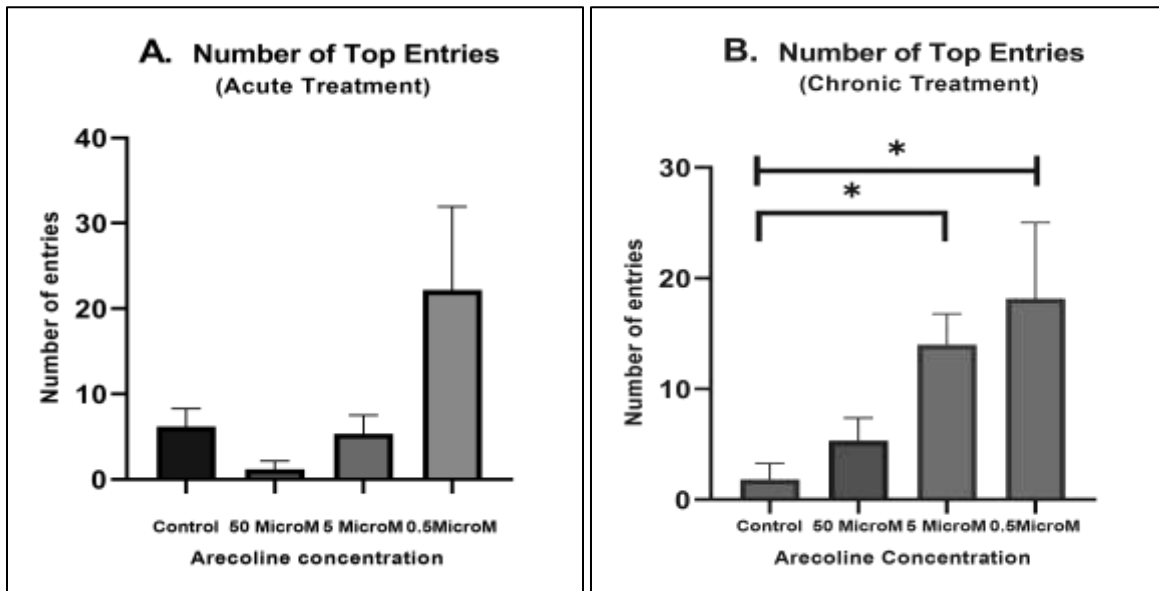 A. Number of Top Entries
(Acute Treatment)
40
30
20
10
0
Number of entries
Control 50 MicroM 5 MicroM 0.5MicroM
Arecoline concentration
B. Number of Top Entries
(Chronic Treatment)
30
20
10
0
Number of entries
*
*
Control 50 MicroM 5 MicroM 0.5MicroM
Arecoline Concentration